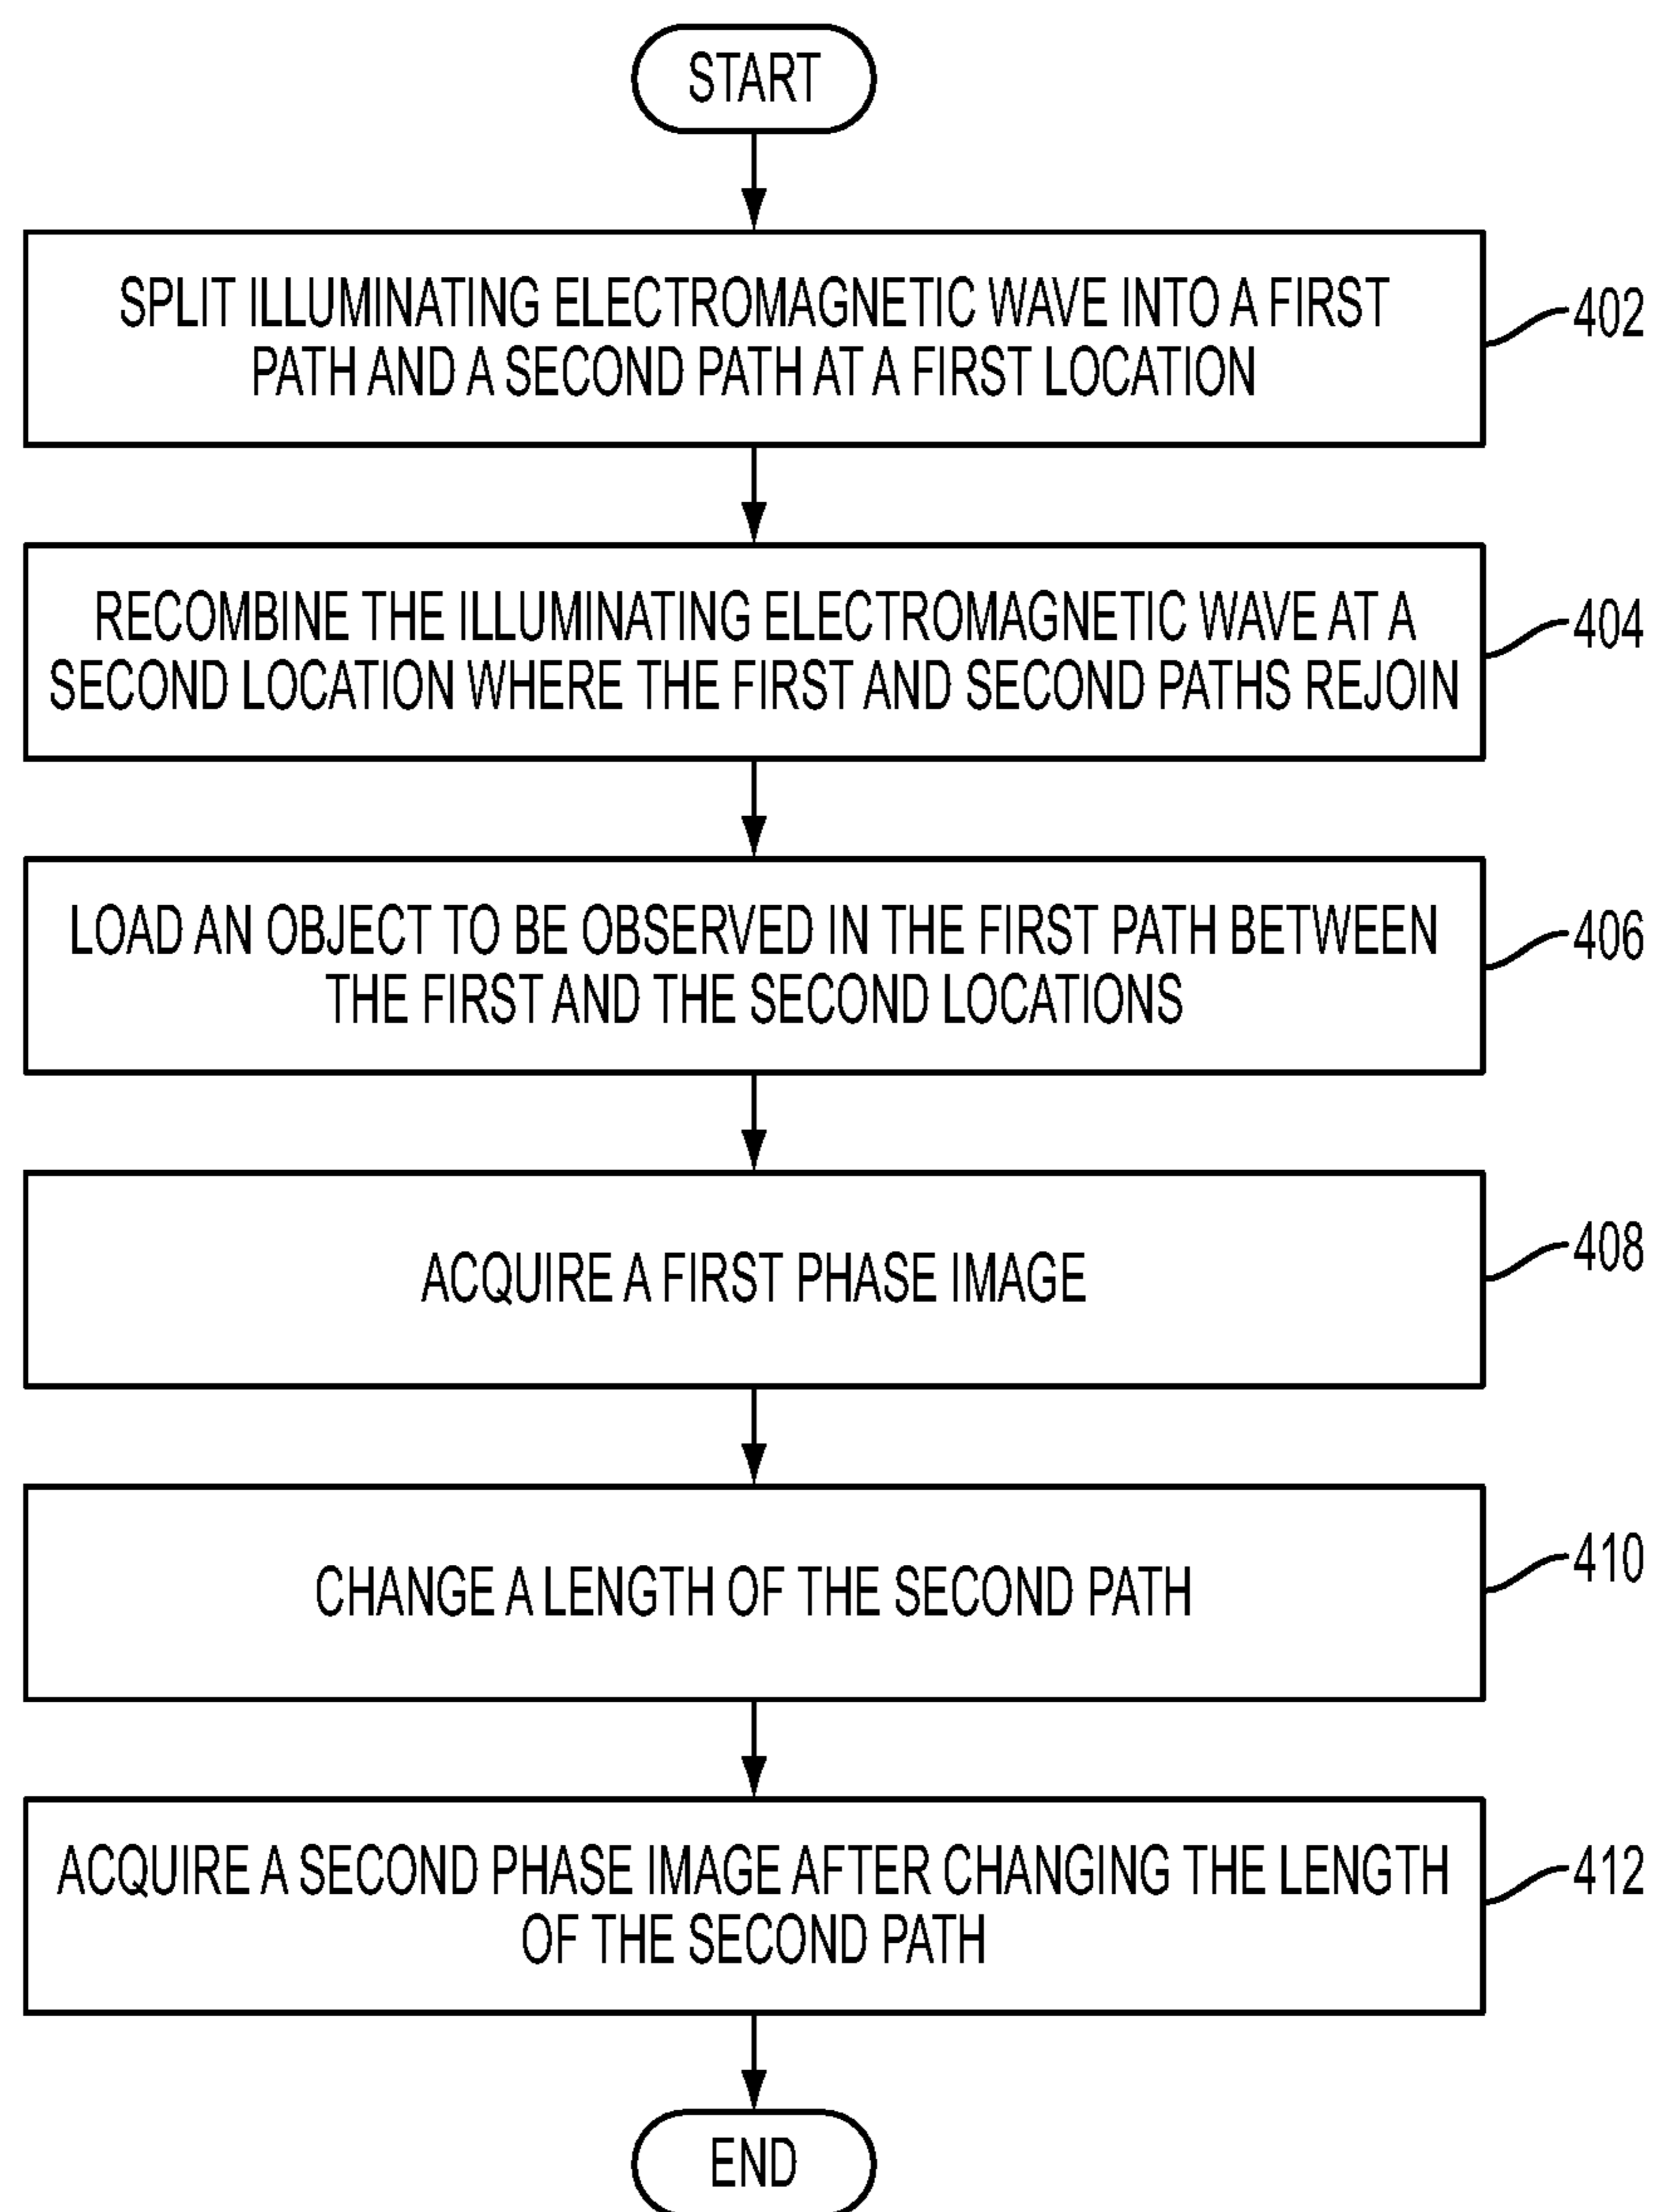 START
SPLIT ILLUMINATING ELECTROMAGNETIC WAVE INTO A FIRST
PATH AND A SECOND PATH AT A FIRST LOCATION
402
RECOMBINE THE ILLUMINATING ELECTROMAGNETIC WAVE AT A
SECOND LOCATION WHERE THE FIRST AND SECOND PATHS REJOIN
404
LOAD AN OBJECT TO BE OBSERVED IN THE FIRST PATH BETWEEN
THE FIRST AND THE SECOND LOCATIONS
406
ACQUIRE A FIRST PHASE IMAGE
408
CHANGE A LENGTH OF THE SECOND PATH
410
ACQUIRE A SECOND PHASE IMAGE AFTER CHANGING THE LENGTH
OF THE SECOND PATH
412
END